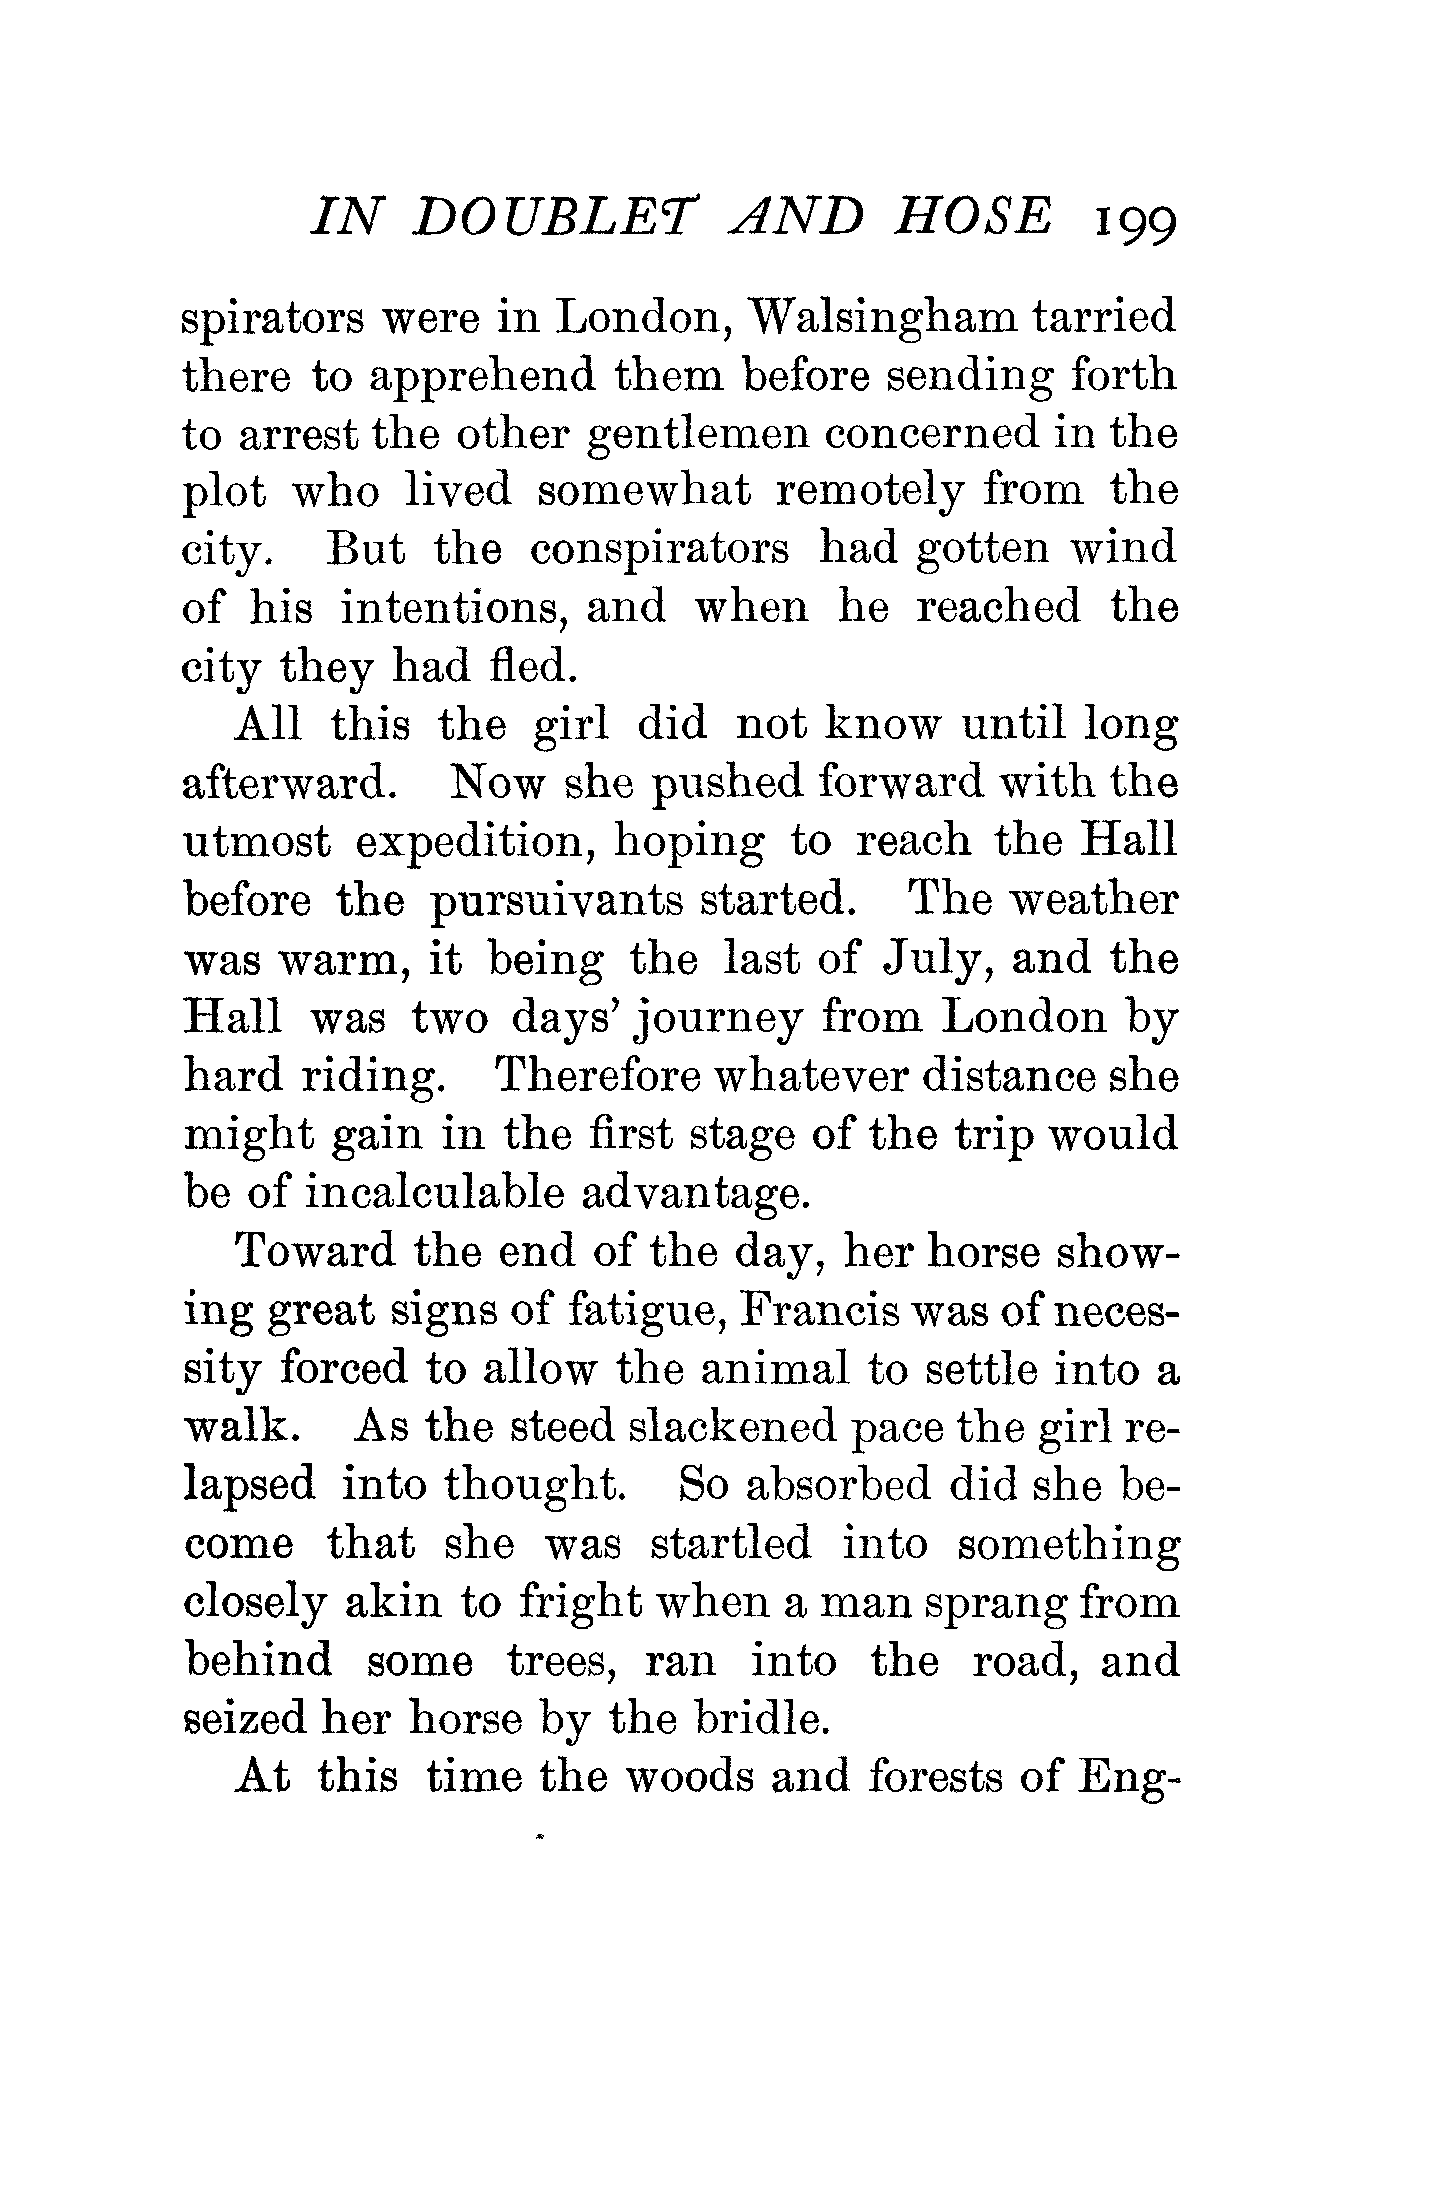 IN DOUBLET AND HOSE 199
spirators were in London, Walsingham tarried
there to apprehend them before sending forth
to arrest the other gentlemen concerned in the
plot who lived somewhat remotely from the
city. But the conspirators had gotten wind
of his intentions, and when he reached the
city they had fled.
All this the girl did not know until long
afterward. Now she pushed forward with the
utmost expedition, hoping to reach the Hall
before the pursuivants started. The weather
was warm, it being the last of July, and the
Hall was two days' journey from London by
hard riding. Therefore whatever distance she
might gain in the first stage of the trip would
be of incalculable advantage.
Toward the end of the day, her horse show-
ing great signs of fatigue, Francis was of neces-
sity forced to allow the animal to settle into a
walk. As the steed slackened pace the girl re-
lapsed into thought. So absorbed did she be-
come that she was startled into something
closely akin to fright when a man sprang from
behind some trees, ran into the road, and
seized her horse by the bridle.
At this time the woods and forests of Eng-